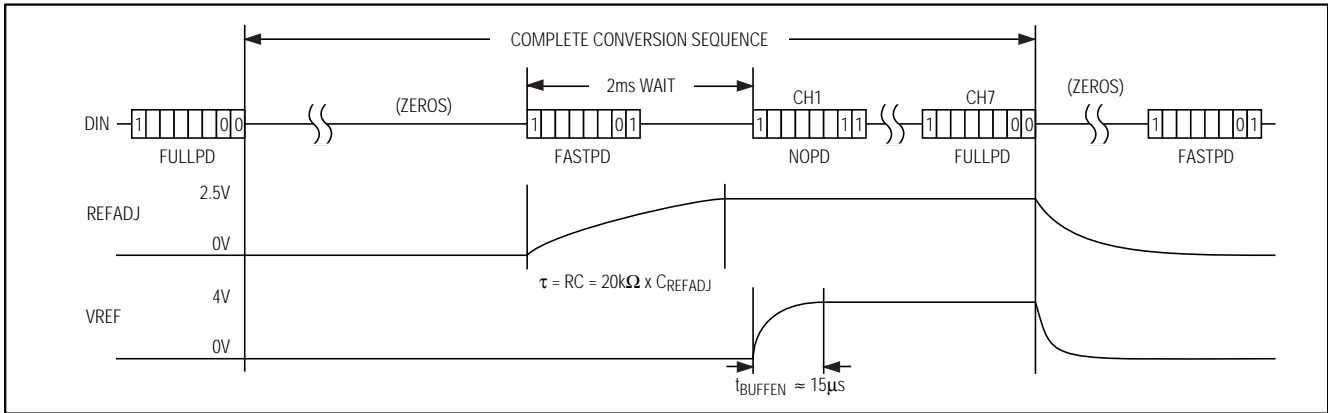 COMPLETE CONVERSION SEQUENCE
2ms WAIT
(ZEROS)
CH1
CH7
(ZEROS)
DIN
1 0 0
1 0 1
1 1 1
1 0 0
1 0 1
FULLPD
FASTPD
NOPD
FULLPD
FASTPD
2.5V
REFADJ
0V
τ = RC = 20kΩ x CREFADJ
4V
VREF
0V
tBUFFEN ≈ 15µs